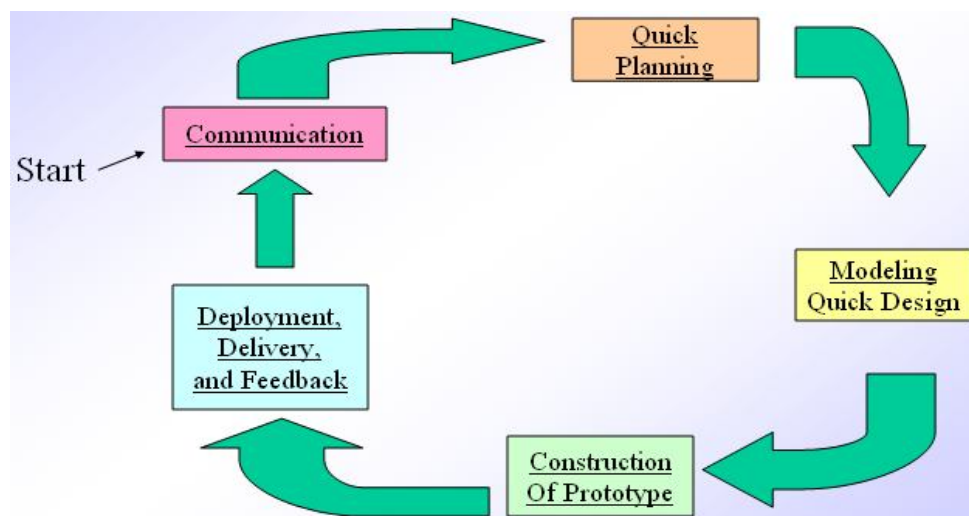 Quick
Planning
Communication
Start
Modeling
Quick Design
Deployment,
Delivery,
and Feedback
Construction
Of Prototype